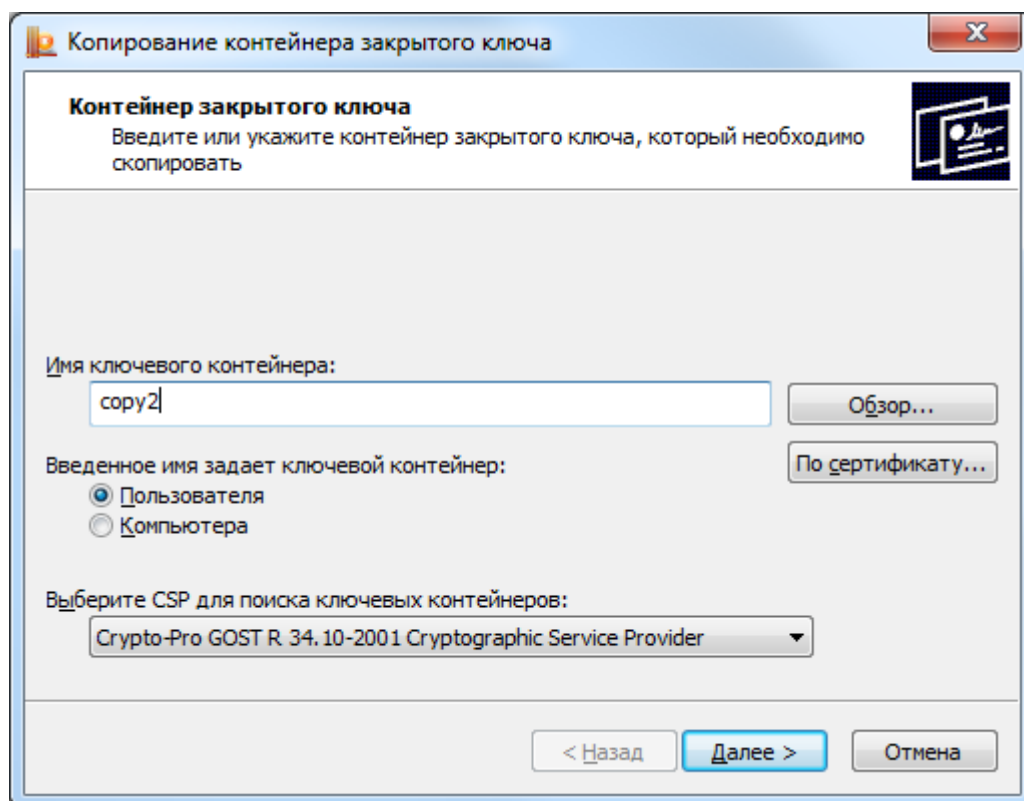 Копирование контейнера закрытого ключа
Контейнер закрытого ключа
Введите или укажите контейнер закрытого ключа, который необходимо
скопировать
Имя ключевого контейнера:
copy2
Обзор...
Введенное имя задает ключевой контейнер:
По сертификату...
Пользователя
Компьютера
Выберите CSP для поиска ключевых контейнеров:
Crypto-Pro GOST R 34.10-2001 Cryptographic Service Provider
< Назад
Далее >
Отмена